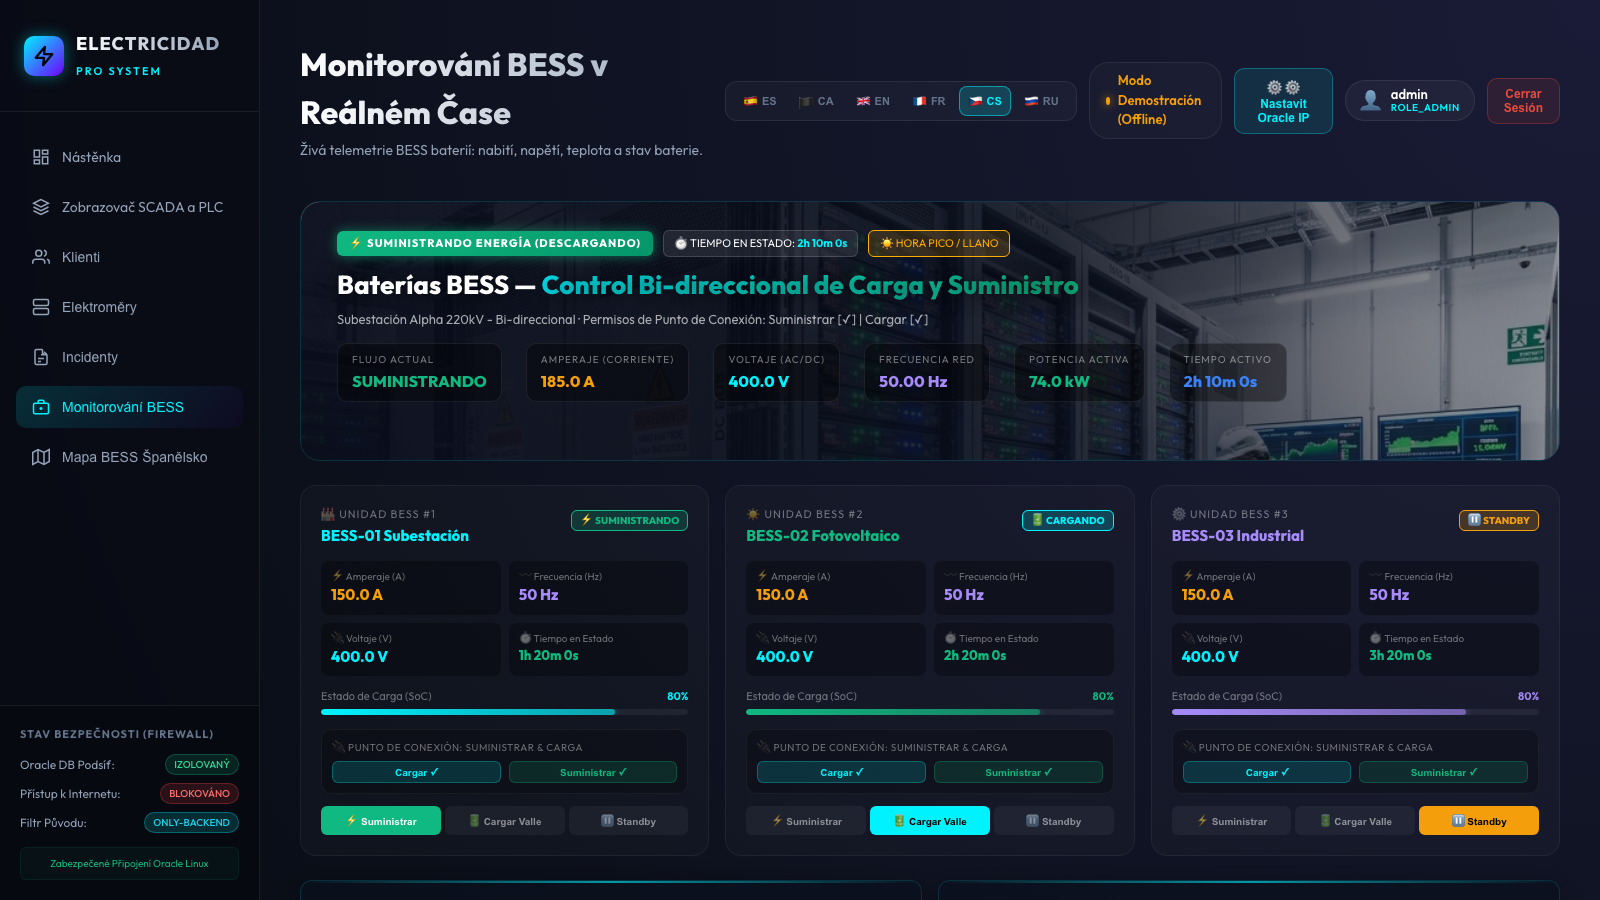 ELECTRICIDAD
PRO SYSTEM
Nástěnka
Zobrazovač SCADA a PLC
Klienti
Elektroměry
Incidenty
Monitorování BESS
Mapa BESS Španělsko
STAV BEZPEČNOSTI (FIREWALL)
Oracle DB Podsíť: IZOLOVANÝ
Přístup k Internetu: BLOKOVÁNO
Filtr Původu: ONLY-BACKEND
Zabezpečené Připojení Oracle Linux
Monitorování BESS v
Reálném Čase
Živá telemetrie BESS baterií: nabití, napětí, teplota a stav baterie.
ES CA EN FR CS RU
Modo
Demostración
(Offline)
Nastavit
Oracle IP
admin
ROLE_ADMIN
Cerrar
Sesión
⚡ SUMINISTRANDO ENERGÍA (DESCARGANDO)
⏱ TIEMPO EN ESTADO: 2h 10m 0s
☀ HORA PICO / LLANO
Baterías BESS — Control Bi-direccional de Carga y Suministro
Subestación Alpha 220kV - Bi-direccional · Permisos de Punto de Conexión: Suministrar [✓] | Cargar [✓]
FLUJO ACTUAL
SUMINISTRANDO
AMPERAJE (CORRIENTE)
185.0 A
VOLTAJE (AC/DC)
400.0 V
FRECUENCIA RED
50.00 Hz
POTENCIA ACTIVA
74.0 kW
TIEMPO ACTIVO
2h 10m 0s
UNIDAD BESS #1
BESS-01 Subestación
⚡ SUMINISTRANDO
⚡ Amperaje (A)
150.0 A
Frecuencia (Hz)
50 Hz
Voltaje (V)
400.0 V
Tiempo en Estado
1h 20m 0s
Estado de Carga (SoC) 80%
PUNTO DE CONEXIÓN: SUMINISTRAR & CARGA
Cargar ✓ Suministrar ✓
⚡ Suministrar Cargar Valle Standby
UNIDAD BESS #2
BESS-02 Fotovoltaico
CARGANDO
⚡ Amperaje (A)
150.0 A
Frecuencia (Hz)
50 Hz
Voltaje (V)
400.0 V
Tiempo en Estado
2h 20m 0s
Estado de Carga (SoC) 80%
PUNTO DE CONEXIÓN: SUMINISTRAR & CARGA
Cargar ✓ Suministrar ✓
⚡ Suministrar Cargar Valle Standby
UNIDAD BESS #3
BESS-03 Industrial
STANDBY
⚡ Amperaje (A)
150.0 A
Frecuencia (Hz)
50 Hz
Voltaje (V)
400.0 V
Tiempo en Estado
3h 20m 0s
Estado de Carga (SoC) 80%
PUNTO DE CONEXIÓN: SUMINISTRAR & CARGA
Cargar ✓ Suministrar ✓
⚡ Suministrar Cargar Valle Standby